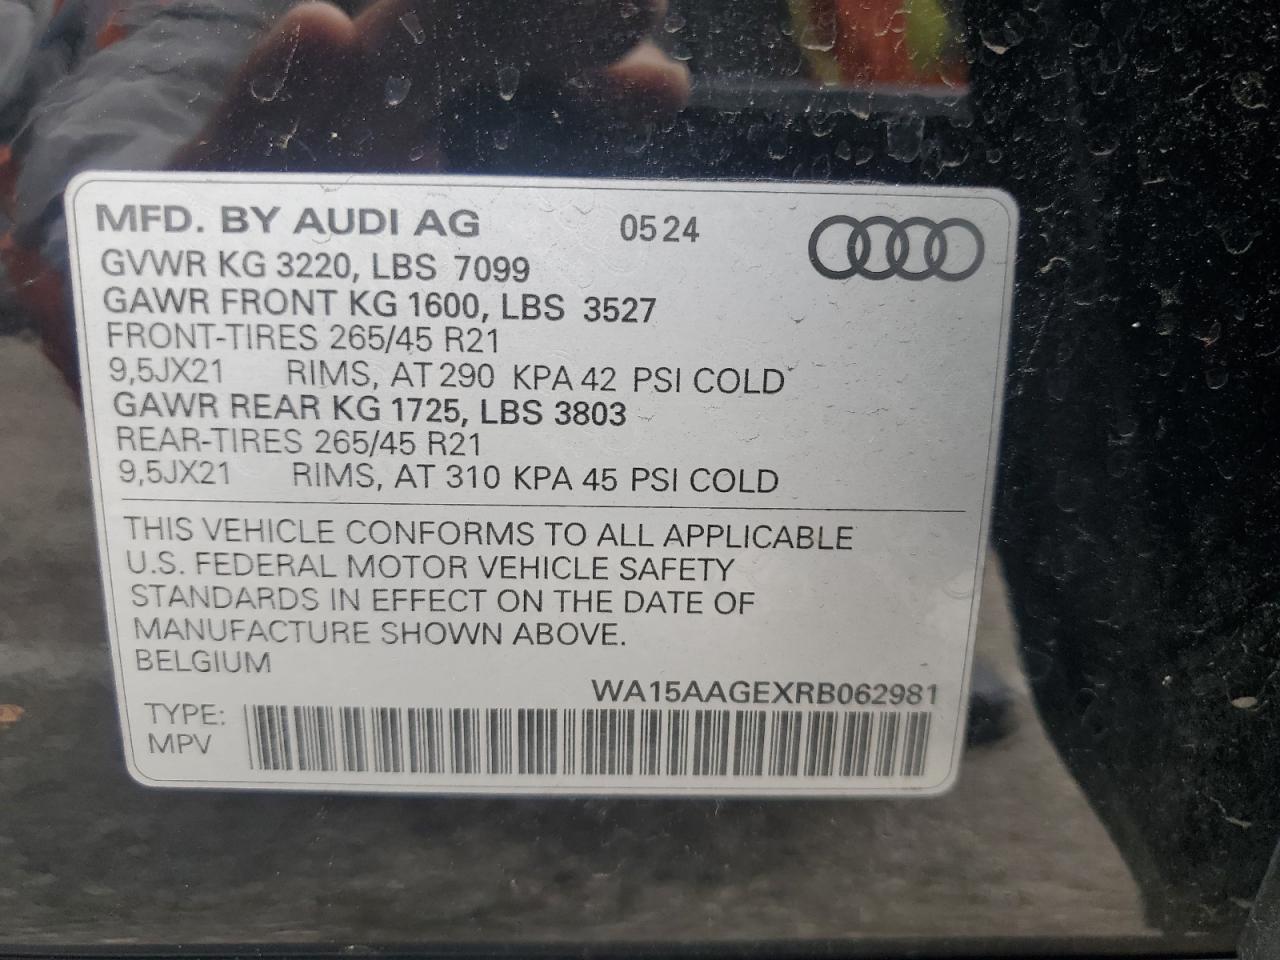 MFD. BY AUDI AG 0524
GVWR KG 3220, LBS 7099
GAWR FRONT KG 1600, LBS 3527
FRONT-TIRES 265/45 R21
9,5JX21 RIMS, AT 290 KPA 42 PSI COLD
GAWR REAR KG 1725, LBS 3803
REAR-TIRES 265/45 R21
9,5JX21 RIMS, AT 310 KPA 45 PSI COLD
THIS VEHICLE CONFORMS TO ALL APPLICABLE
U.S. FEDERAL MOTOR VEHICLE SAFETY
STANDARDS IN EFFECT ON THE DATE OF
MANUFACTURE SHOWN ABOVE.
BELGIUM
WA15AAGEXRB062981
TYPE:
MPV